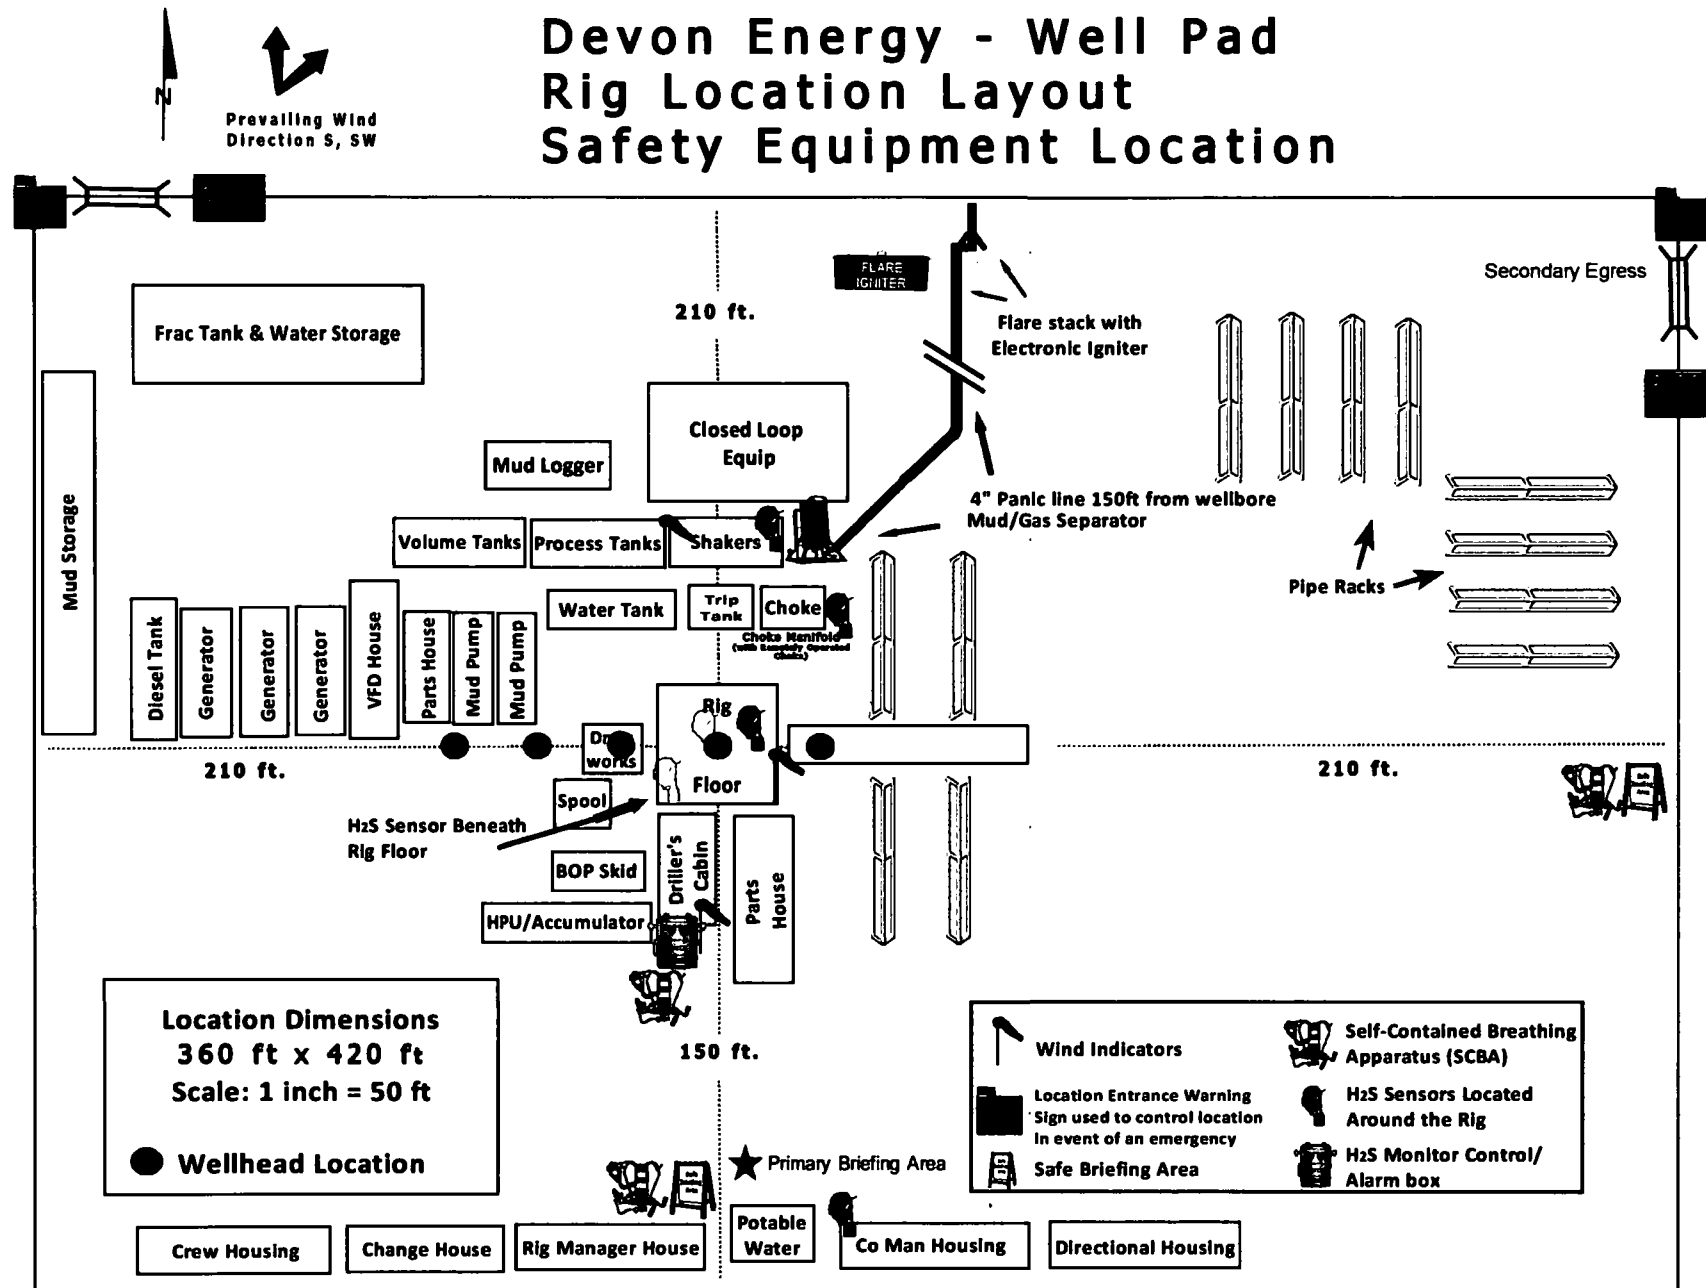 Devon Energy - Well Pad
Rig Location Layout
Safety Equipment Location
N
Prevailing Wind
Direction S, SW
FLARE
IGNITER
Secondary Egress
210 ft.
Flare stack with
Electronic Igniter
Frac Tank & Water Storage
Closed Loop
Equip
Mud Logger
4" Panic line 150ft from wellbore
Mud/Gas Separator
Mud Storage
Volume Tanks
Process Tanks
Shakers
Pipe Racks
Water Tank
Trip
Tank
Choke
Choke Manifold
(with Remotely Operated
Choke)
Diesel Tank
Generator
Generator
Generator
VFD House
Parts House
Mud Pump
Mud Pump
Rig
Floor
works
210 ft.
210 ft.
Spool
H2S Sensor Beneath
Rig Floor
Driller's
Cabin
Parts
House
BOP Skid
HPU/Accumulator
Location Dimensions
360 ft x 420 ft
Scale: 1 inch = 50 ft
Wellhead Location
150 ft.
Wind Indicators
Location Entrance Warning
Sign used to control location
In event of an emergency
Safe Briefing Area
Self-Contained Breathing
Apparatus (SCBA)
H2S Sensors Located
Around the Rig
H2S Monitor Control/
Alarm box
Primary Briefing Area
Crew Housing
Change House
Rig Manager House
Potable
Water
Co Man Housing
Directional Housing